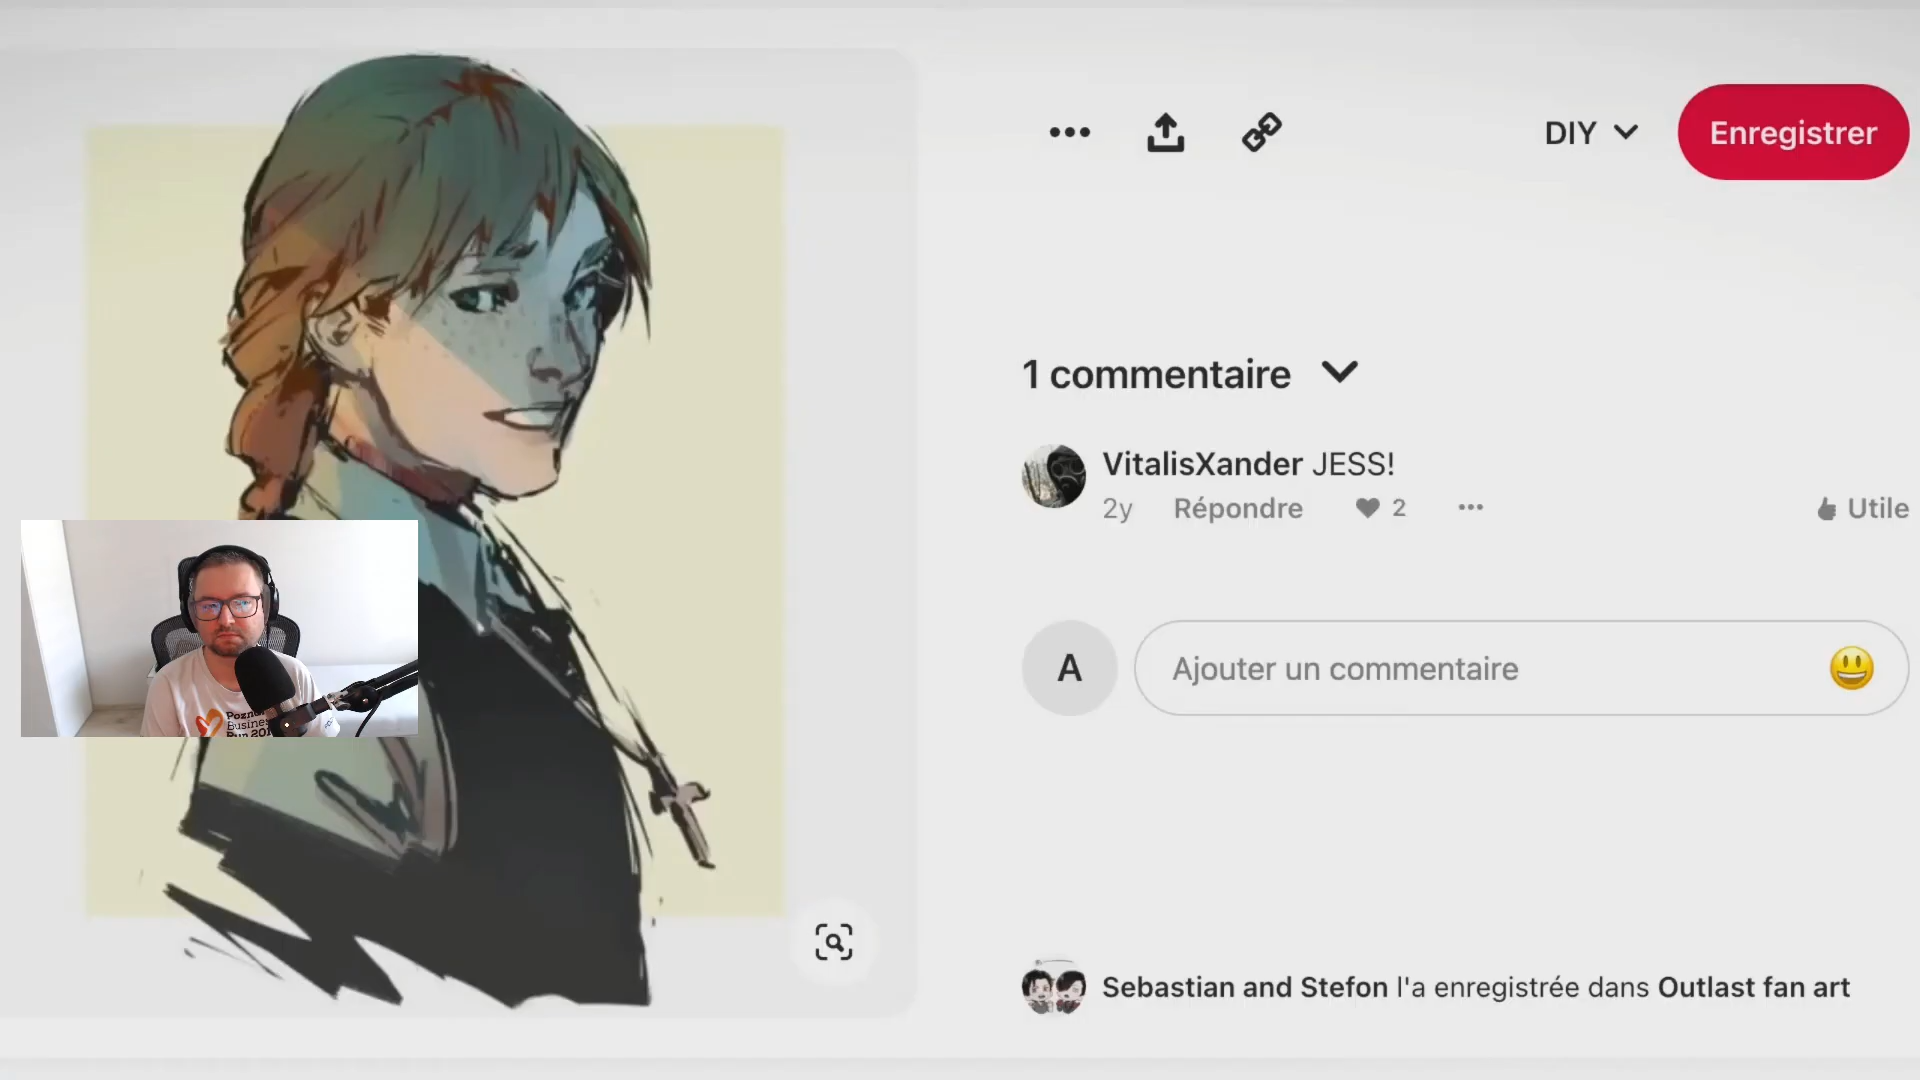 DIY
Enregistrer
1 commentaire
VitalisXander JESS!
2y Répondre 2
Utile
A
Ajouter un commentaire
Sebastian and Stefon l'a enregistrée dans Outlast fan art
Business